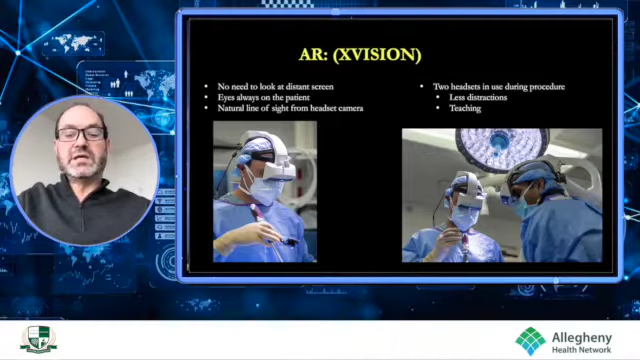 AR: (XVISION)
No need to look at distant screen
Eyes always on the patient
Natural line of sight from headset camera
Two headsets in use during procedure
Less distractions
Teaching
Allegheny
Health Network